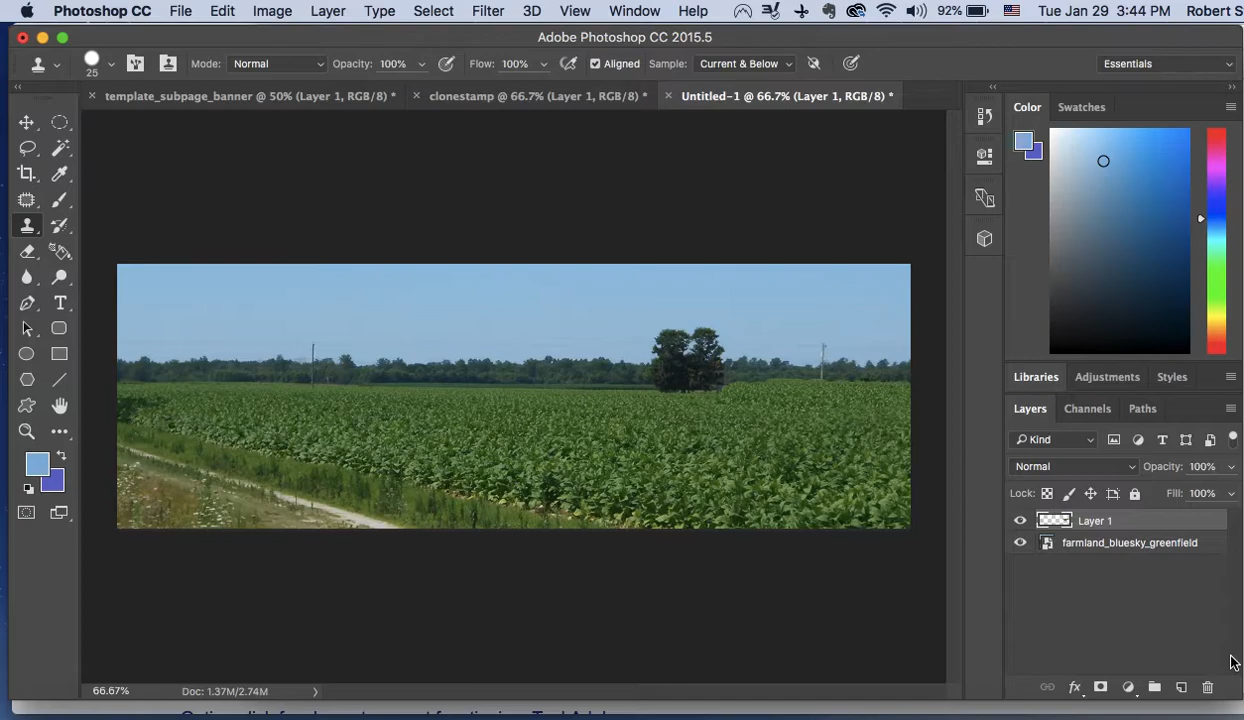 Photoshop CC File Edit Image Layer Type Select Filter 3D View Window Help 92% Tue Jan 29 3:44 PM Robert S
Adobe Photoshop CC 2015.5
25 Mode: Normal Opacity: 100% Flow: 100% Aligned Sample: Current & Below Essentials
template_subpage_banner @ 50% (Layer 1, RGB/8) * clonestamp @ 66.7% (Layer 1, RGB/8) * Untitled-1 @ 66.7% (Layer 1, RGB/8) *
Color Swatches
Libraries Adjustments Styles
Layers Channels Paths
Kind
Normal Opacity: 100%
Lock: Fill: 100%
Layer 1
farmland_bluesky_greenfield
66.67% Doc: 1.37M/2.74M